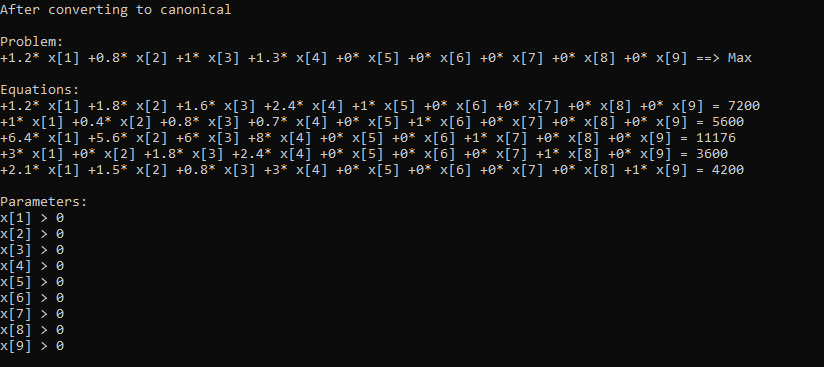 After converting to canonical
Problem:
+1.2* x[1] +0.8* x[2] +1* x[3] +1.3* x[4] +0* x[5] +0* x[6] +0* x[7] +0* x[8] +0* x[9] ==> Max
Equations:
+1.2* x[1] +1.8* x[2] +1.6* x[3] +2.4* x[4] +1* x[5] +0* x[6] +0* x[7] +0* x[8] +0* x[9] = 7200
+1* x[1] +0.4* x[2] +0.8* x[3] +0.7* x[4] +0* x[5] +1* x[6] +0* x[7] +0* x[8] +0* x[9] = 5600
+6.4* x[1] +5.6* x[2] +6* x[3] +8* x[4] +0* x[5] +0* x[6] +1* x[7] +0* x[8] +0* x[9] = 11176
+3* x[1] +0* x[2] +1.8* x[3] +2.4* x[4] +0* x[5] +0* x[6] +0* x[7] +1* x[8] +0* x[9] = 3600
+2.1* x[1] +1.5* x[2] +0.8* x[3] +3* x[4] +0* x[5] +0* x[6] +0* x[7] +0* x[8] +1* x[9] = 4200
Parameters:
x[1] > 0
x[2] > 0
x[3] > 0
x[4] > 0
x[5] > 0
x[6] > 0
x[7] > 0
x[8] > 0
x[9] > 0